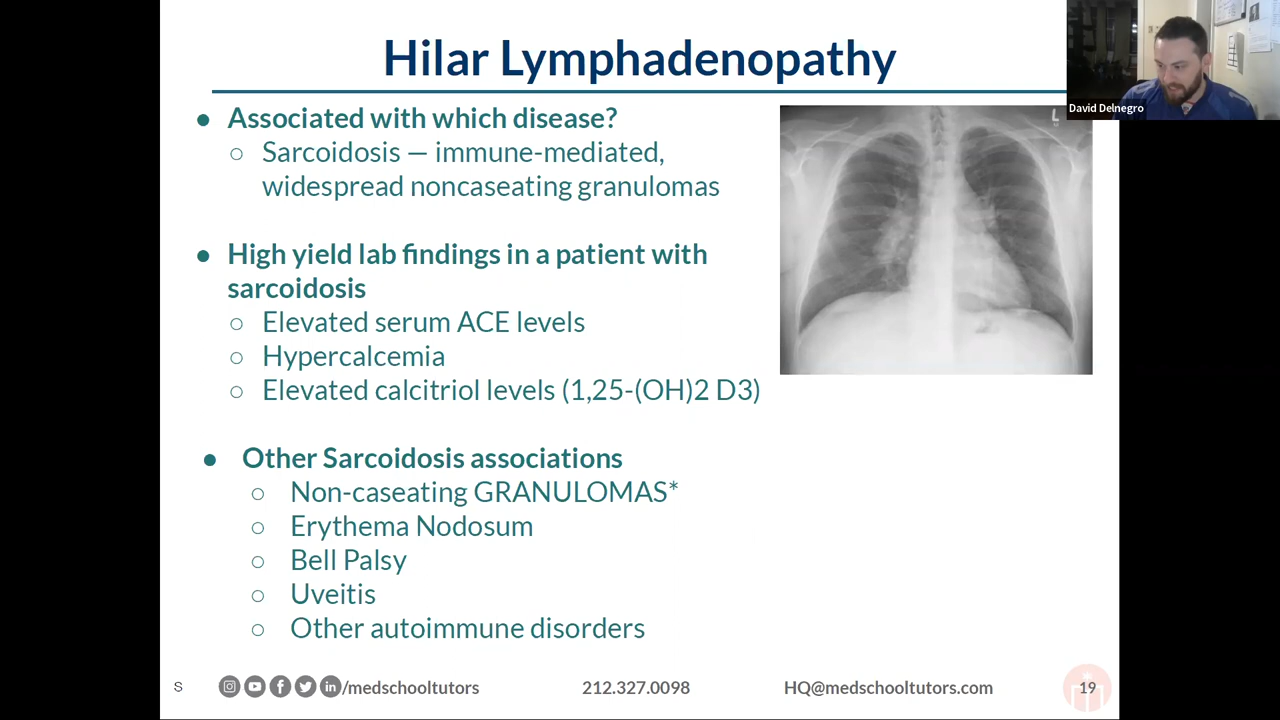 Hilar Lymphadenopathy
David Delnegro
● Associated with which disease?
○ Sarcoidosis — immune-mediated,
widespread noncaseating granulomas
L
● High yield lab findings in a patient with
sarcoidosis
○ Elevated serum ACE levels
○ Hypercalcemia
○ Elevated calcitriol levels (1,25-(OH)2 D3)
● Other Sarcoidosis associations
○ Non-caseating GRANULOMAS*
○ Erythema Nodosum
○ Bell Palsy
○ Uveitis
○ Other autoimmune disorders
S
/medschooltutors
212.327.0098
HQ@medschooltutors.com
19